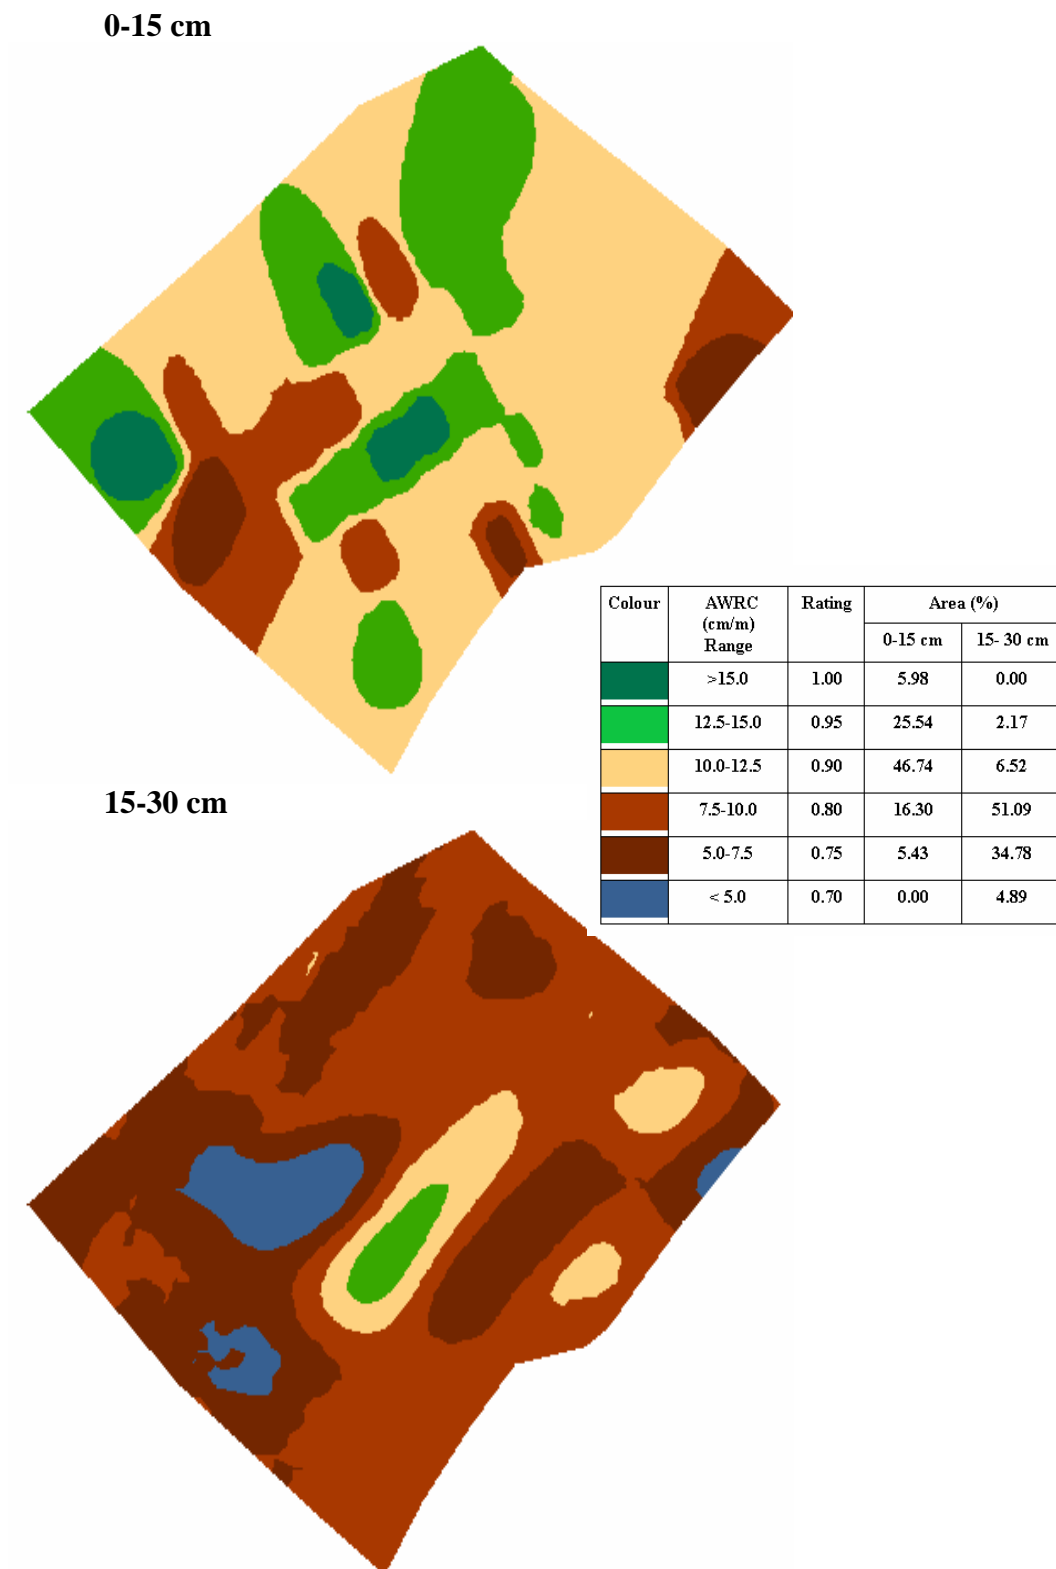 0-15 cm
Colour AWRC (cm/m) Range Rating Area (%)
0-15 cm 15- 30 cm
>15.0 1.00 5.98 0.00
12.5-15.0 0.95 25.54 2.17
10.0-12.5 0.90 46.74 6.52
7.5-10.0 0.80 16.30 51.09
5.0-7.5 0.75 5.43 34.78
< 5.0 0.70 0.00 4.89
15-30 cm